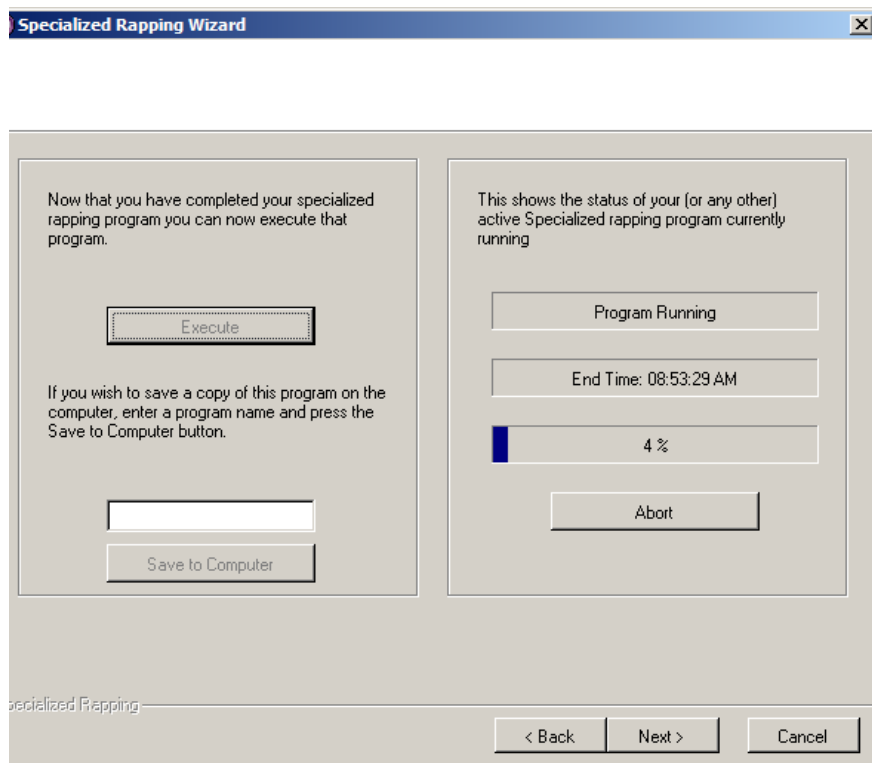 Specialized Rapping Wizard
Now that you have completed your specialized
rapping program you can now execute that
program.
Execute
If you wish to save a copy of this program on the
computer, enter a program name and press the
Save to Computer button.
Save to Computer
This shows the status of your (or any other)
active Specialized rapping program currently
running
Program Running
End Time: 08:53:29 AM
4 %
Abort
pecialized Rapping
< Back
Next >
Cancel